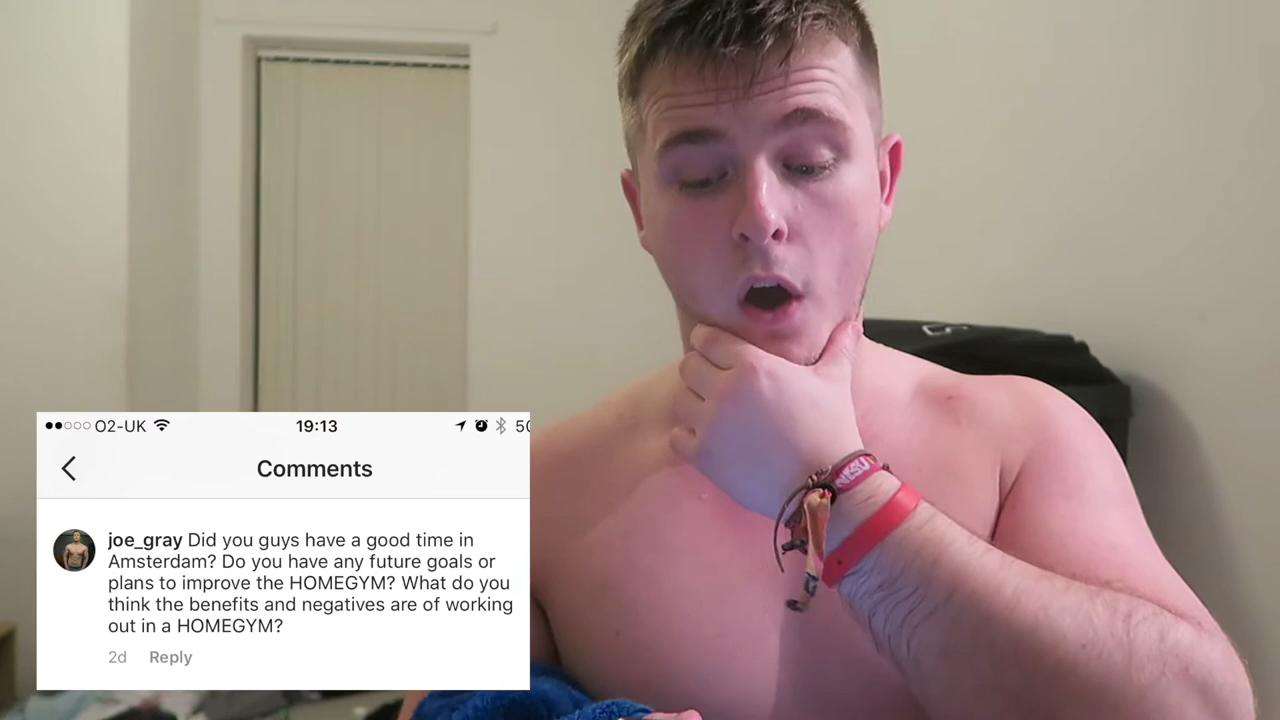 O2-UK
19:13
50
Comments
joe_gray Did you guys have a good time in
Amsterdam? Do you have any future goals or
plans to improve the HOMEGYM? What do you
think the benefits and negatives are of working
out in a HOMEGYM?
2d Reply